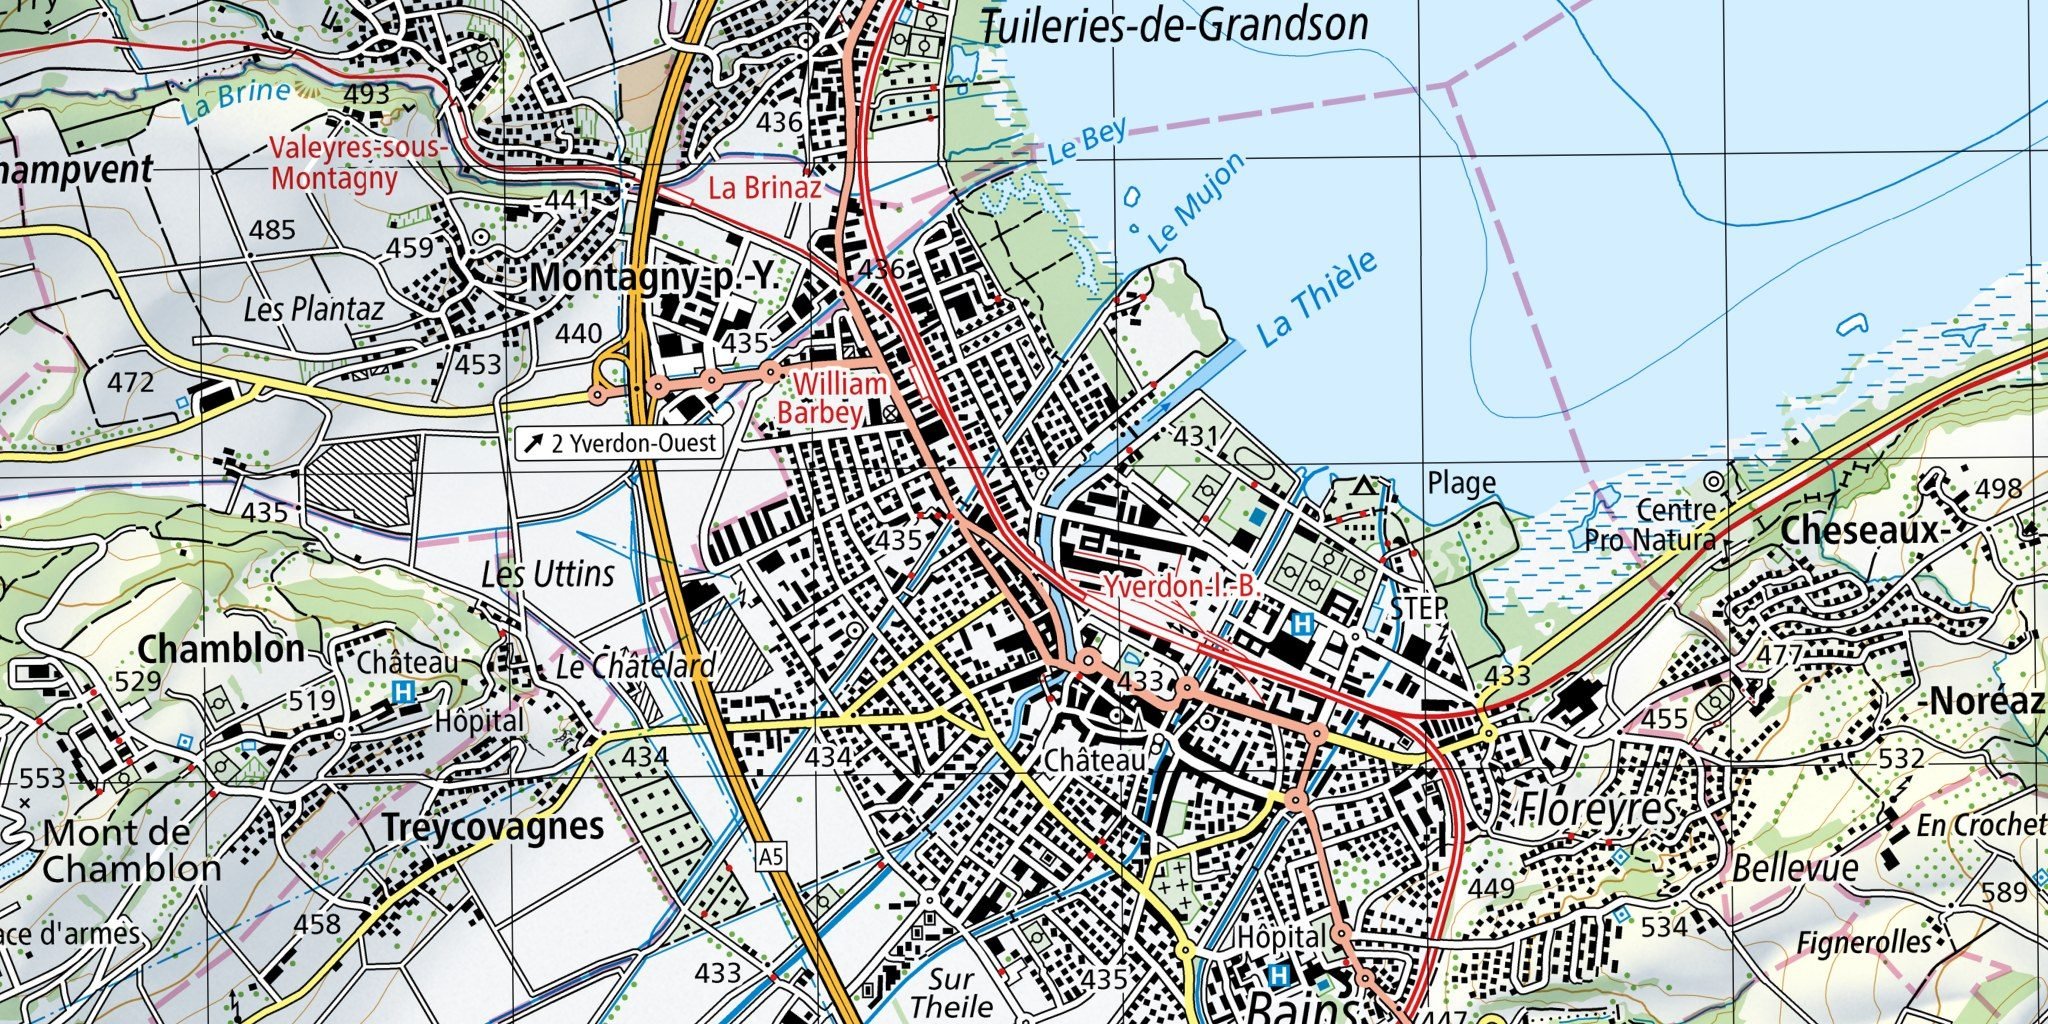 Tuileries-de-Grandson
La Brine
493
436
Le Bey
Valeyres-sous-
Montagny
hampvent
La Brinaz
441
Le Mujon
485
459
Montagny-p.-Y.
436
La Thièle
Les Plantaz
440
435
453
472
William
Barbey
2 Yverdon-Ouest
431
Plage
498
435
Centre
Pro Natura
Cheseaux-
435
Les Uttins
Yverdon-l.-B.
STEP
H
Chamblon
Château
H
Le Châtelard
529
519
Hôpital
433
433
477
-Noréaz
455
434
434
Château
532
553
Mont de
Chamblon
Treycovagnes
Floreyres
En Crochet
A5
Bellevue
449
589
458
ace d'armes
534
Hôpital
H
Fignerolles
433
Sur
Theile
435
Bains
447